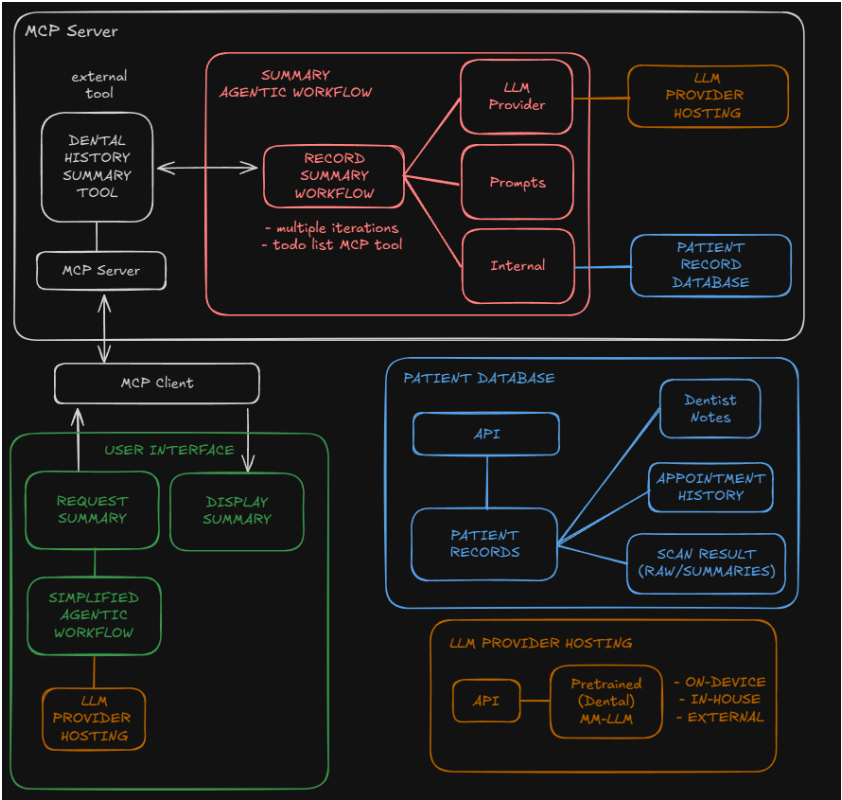 MCP Server
external
tool
DENTAL
HISTORY
SUMMARY
TOOL
MCP Server
SUMMARY
AGENTIC WORKFLOW
RECORD
SUMMARY
WORKFLOW
- multiple iterations
- todo list MCP tool
LLM
Provider
Prompts
Internal
LLM
PROVIDER
HOSTING
PATIENT
RECORD
DATABASE
MCP Client
USER INTERFACE
REQUEST
SUMMARY
DISPLAY
SUMMARY
SIMPLIFIED
AGENTIC
WORKFLOW
LLM
PROVIDER
HOSTING
PATIENT DATABASE
API
PATIENT
RECORDS
Dentist
Notes
APPOINTMENT
HISTORY
SCAN RESULT
(RAW/SUMMARIES)
LLM PROVIDER HOSTING
API
Pretrained
(Dental)
MM-LLM
- ON-DEVICE
- IN-HOUSE
- EXTERNAL